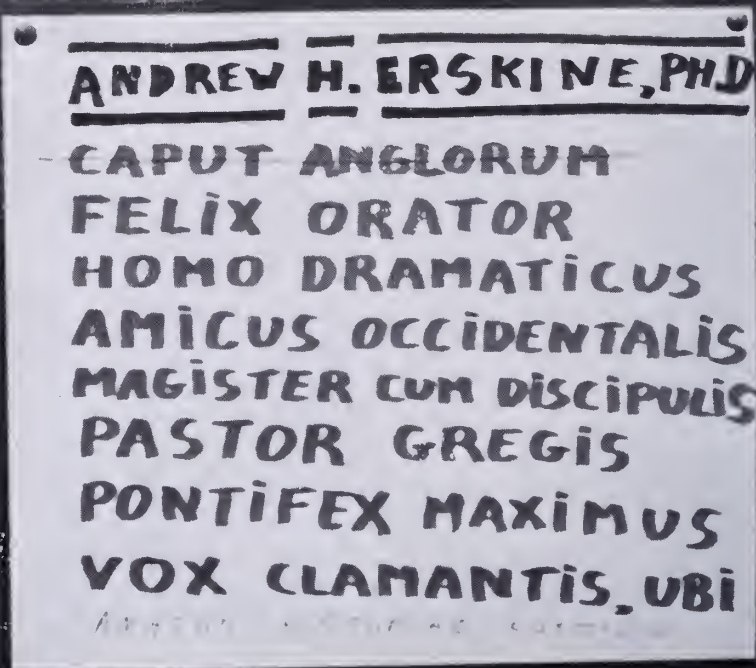 ANDREW H. ERSKINE, PH.D
CAPUT ANGLORUM
FELiX ORATOR
HOMO DRAMATiCUS
AMiCUS OCCiDENTALiS
MAGiSTER CUM DiSCiPULiS
PASTOR GREGiS
PONTiFEX MAXiMUS
VOX CLAMANTiS, UBi